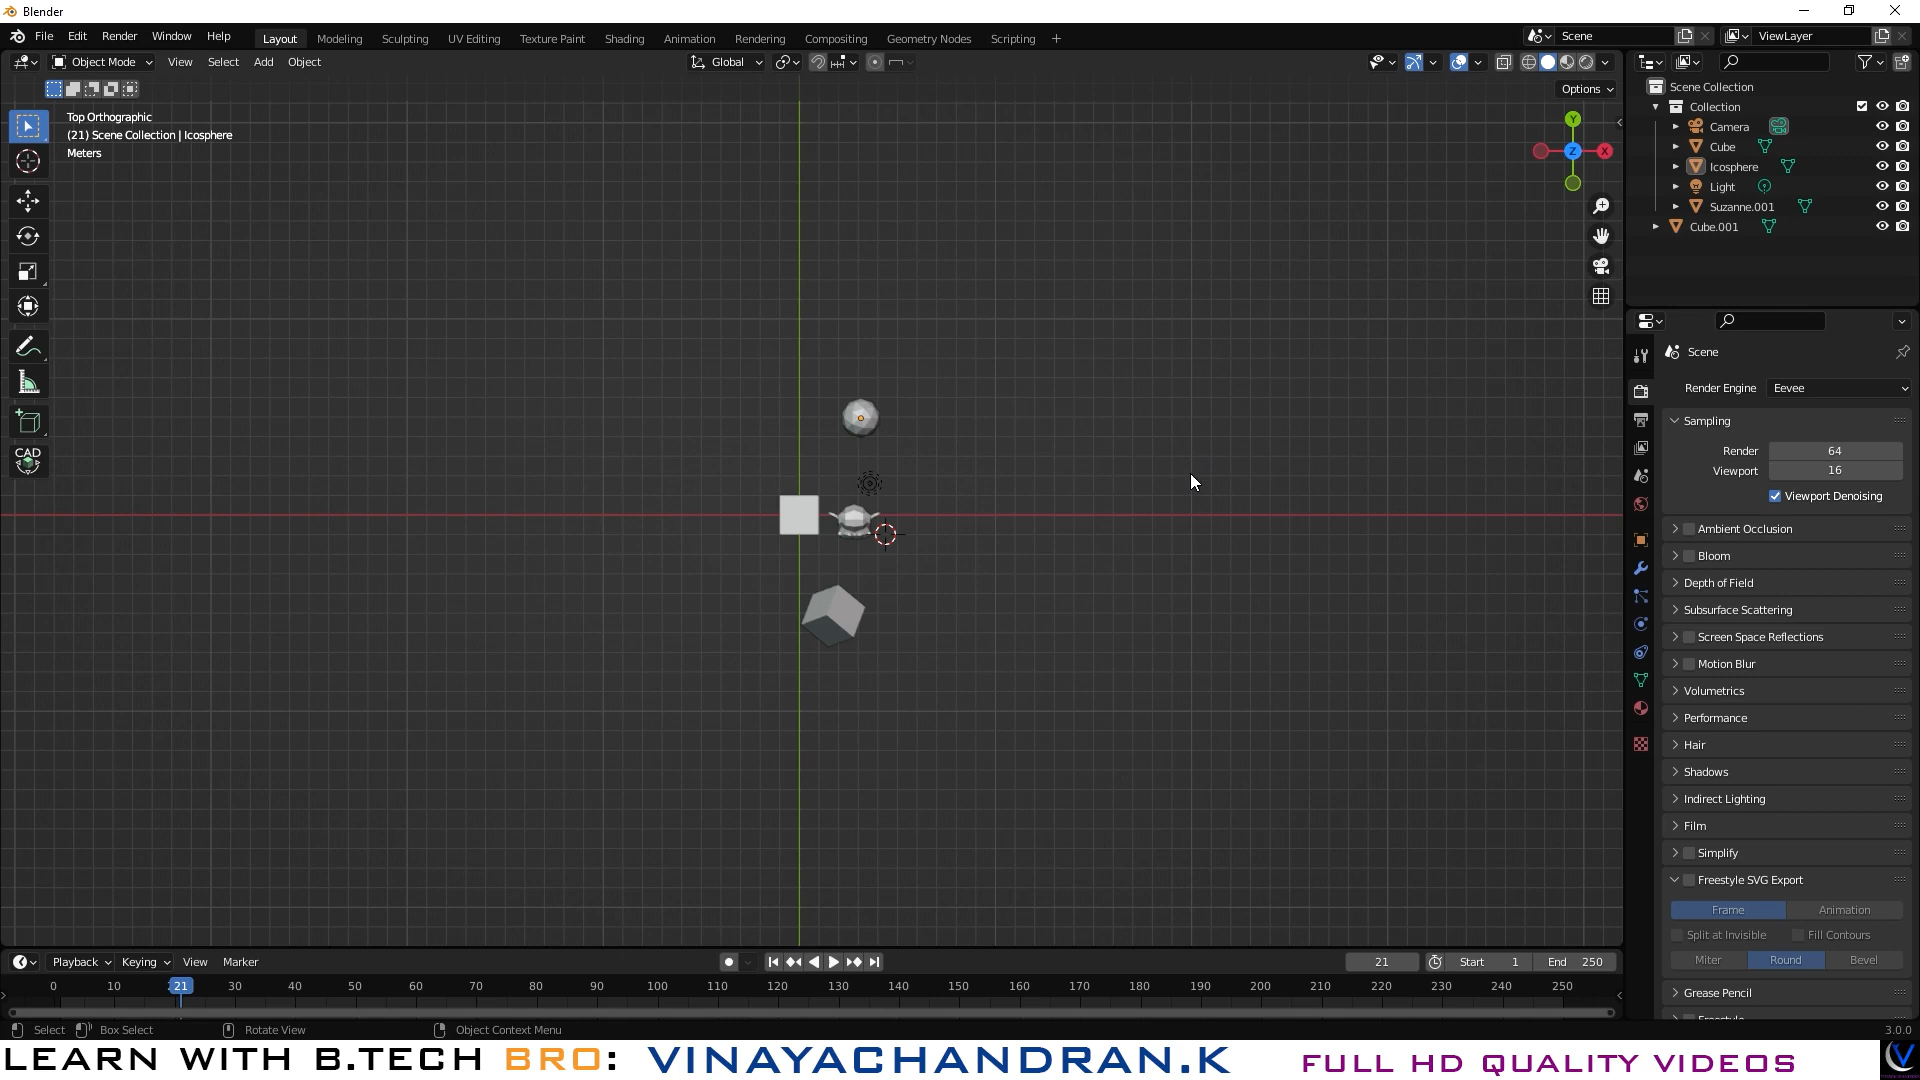 Blender
File Edit Render Window Help
Layout Modeling Sculpting UV Editing Texture Paint Shading Animation Rendering Compositing Geometry Nodes Scripting +
Scene
ViewLayer
Object Mode View Select Add Object
Global
Options
Top Orthographic
(21) Scene Collection | Icosphere
Meters
Y
X
Z
CAD
Scene Collection
Collection
Camera
Cube
Icosphere
Light
Suzanne.001
Cube.001
Scene
Render Engine Eevee
Sampling
Render 64
Viewport 16
Viewport Denoising
Ambient Occlusion
Bloom
Depth of Field
Subsurface Scattering
Screen Space Reflections
Motion Blur
Volumetrics
Performance
Hair
Shadows
Indirect Lighting
Film
Simplify
Freestyle SVG Export
Frame Animation
Split at Invisible Fill Contours
Miter Round Bevel
Grease Pencil
Playback Keying View Marker
21 Start 1 End 250
0 10 21 30 40 50 60 70 80 90 100 110 120 130 140 150 160 170 180 190 200 210 220 230 240 250
Select Box Select Rotate View Object Context Menu
3.0.0
LEARN WITH B.TECH BRO: VINAYACHANDRAN.K FULL HD QUALITY VIDEOS